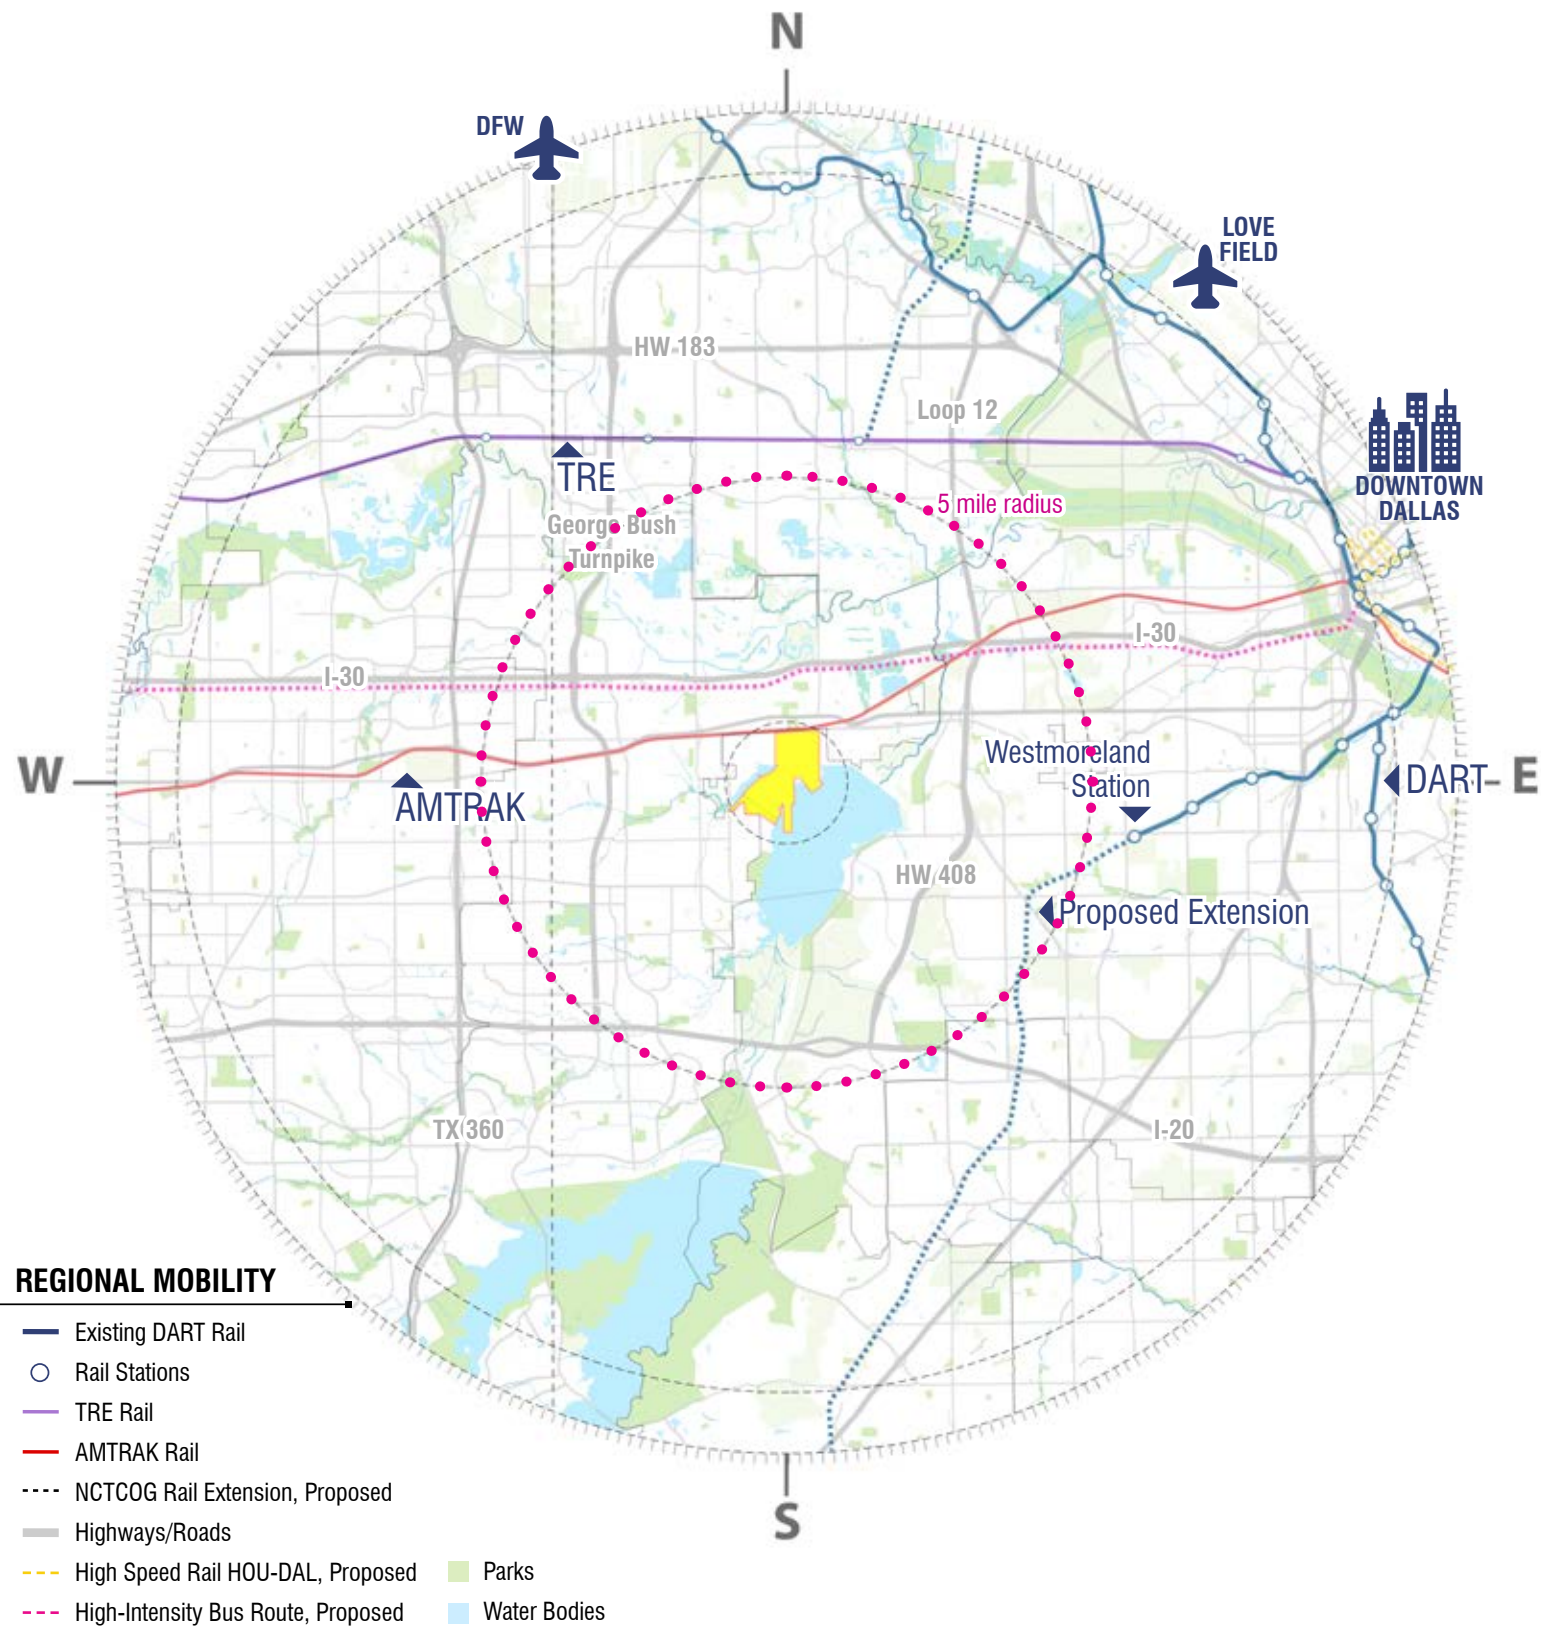 N
DFW
LOVE
FIELD
HW 183
Loop 12
TRE
DOWNTOWN
DALLAS
5 mile radius
George Bush
Turnpike
I-30
I-30
Westmoreland
Station
W
AMTRAK
DART
E
HW 408
Proposed Extension
TX 360
I-20
S
REGIONAL MOBILITY
Existing DART Rail
Rail Stations
TRE Rail
AMTRAK Rail
NCTCOG Rail Extension, Proposed
Highways/Roads
High Speed Rail HOU-DAL, Proposed
High-Intensity Bus Route, Proposed
Parks
Water Bodies